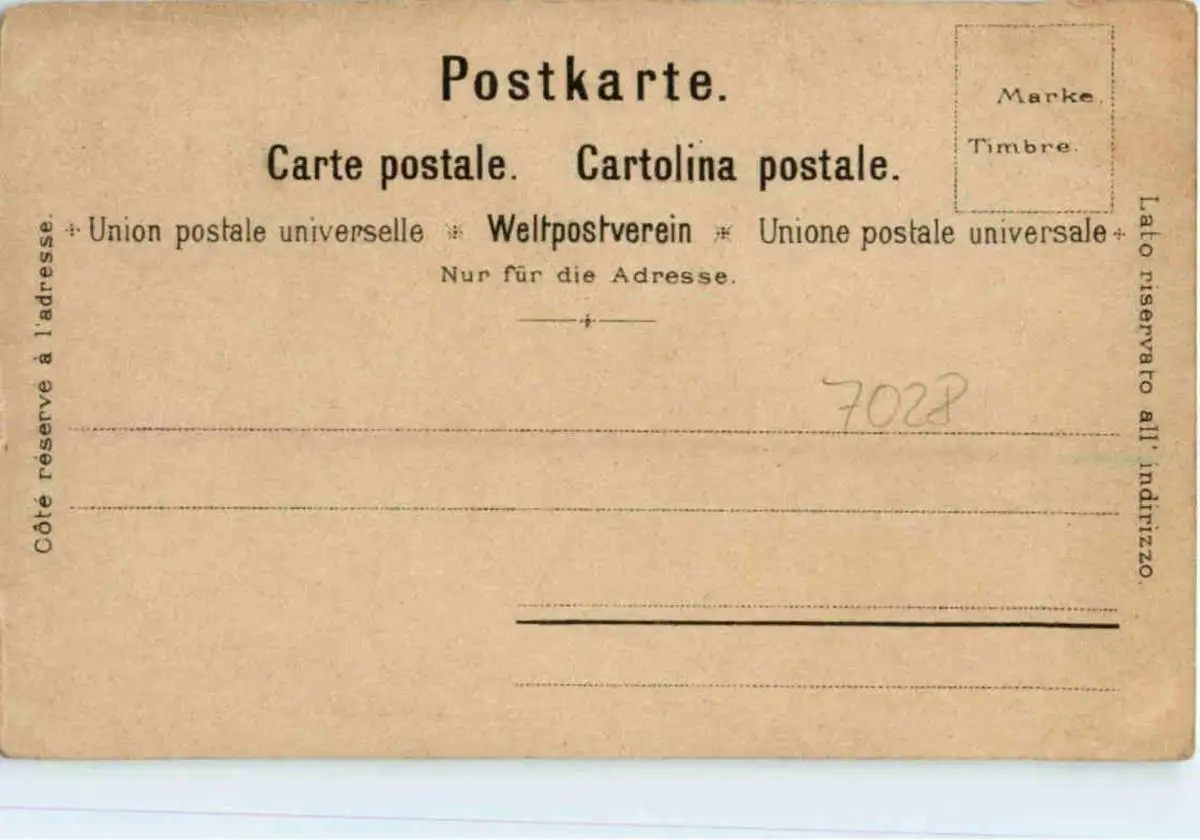 Postkarte.
Marke.
Timbre.
Carte postale. Cartolina postale.
Union postale universelle Weltpostverein Unione postale universale
Nur für die Adresse.
Côté réservé à l'adresse.
Lato riservato all' indirizzo.
7028